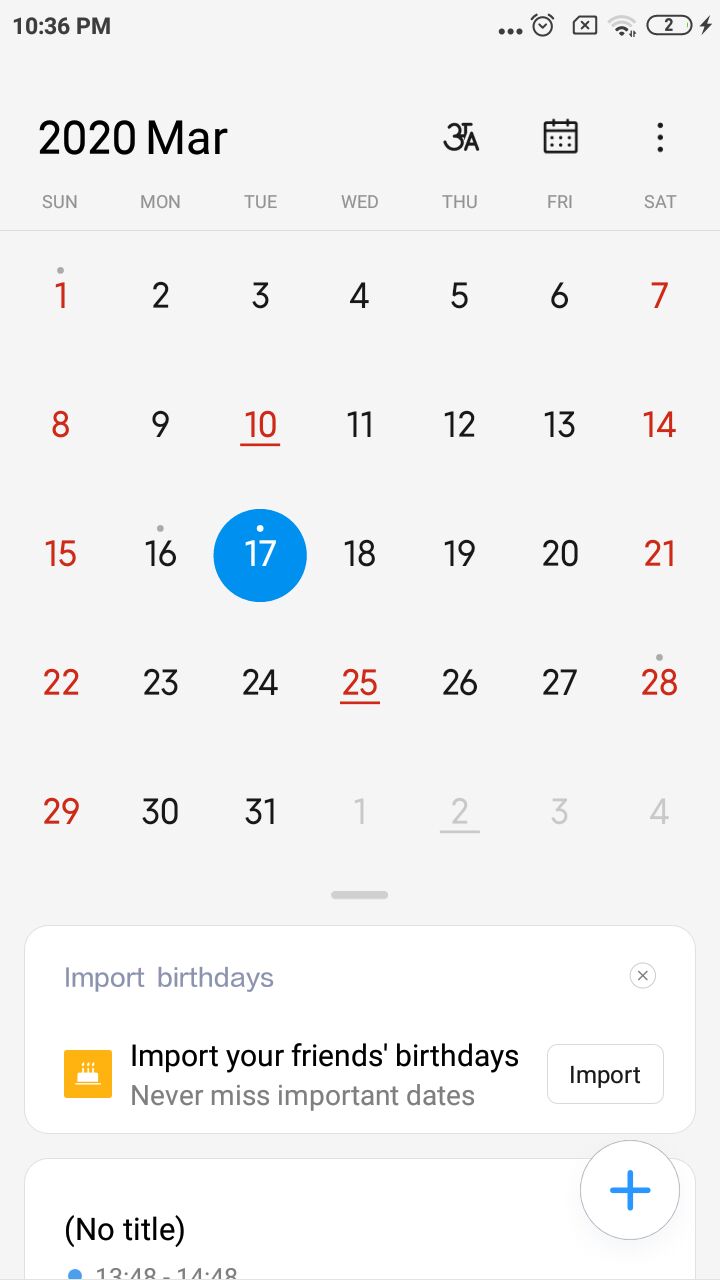 10:36 PM 2
2020 Mar अA
SUN MON TUE WED THU FRI SAT
1 2 3 4 5 6 7
8 9 10 11 12 13 14
15 16 17 18 19 20 21
22 23 24 25 26 27 28
29 30 31 1 2 3 4
Import birthdays
Import your friends' birthdays
Never miss important dates
Import
(No title)
13:48 - 14:48